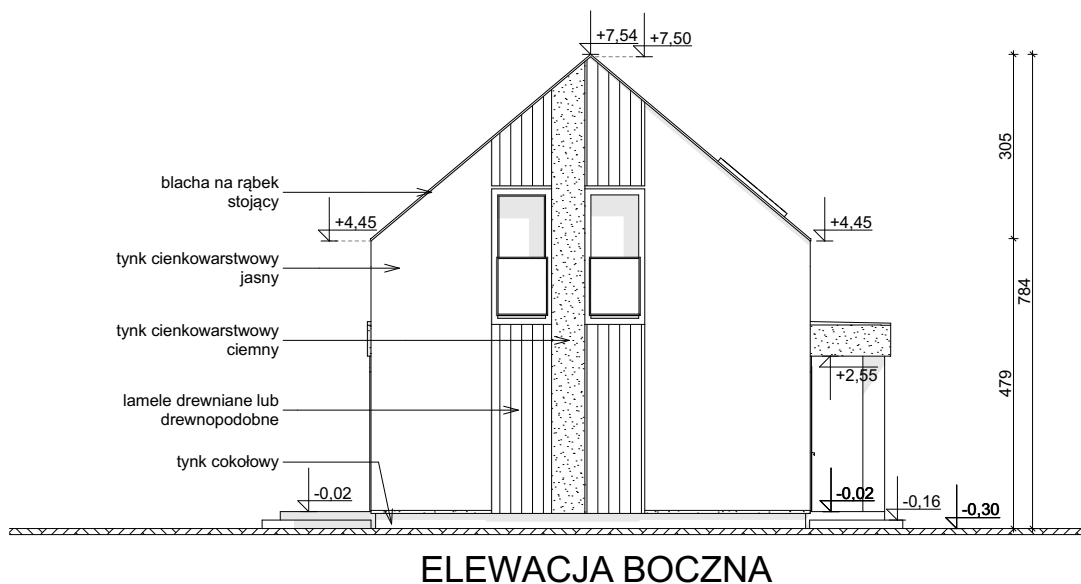 +7,54
+7,50
blacha na rąbek
stojący
+4,45
+4,45
305
tynk cienkowarstwowy
jasny
784
tynk cienkowarstwowy
ciemny
+2,55
479
lamele drewniane lub
drewnopodobne
tynk cokołowy
-0,02
-0,02
-0,16
-0,30
ELEWACJA BOCZNA